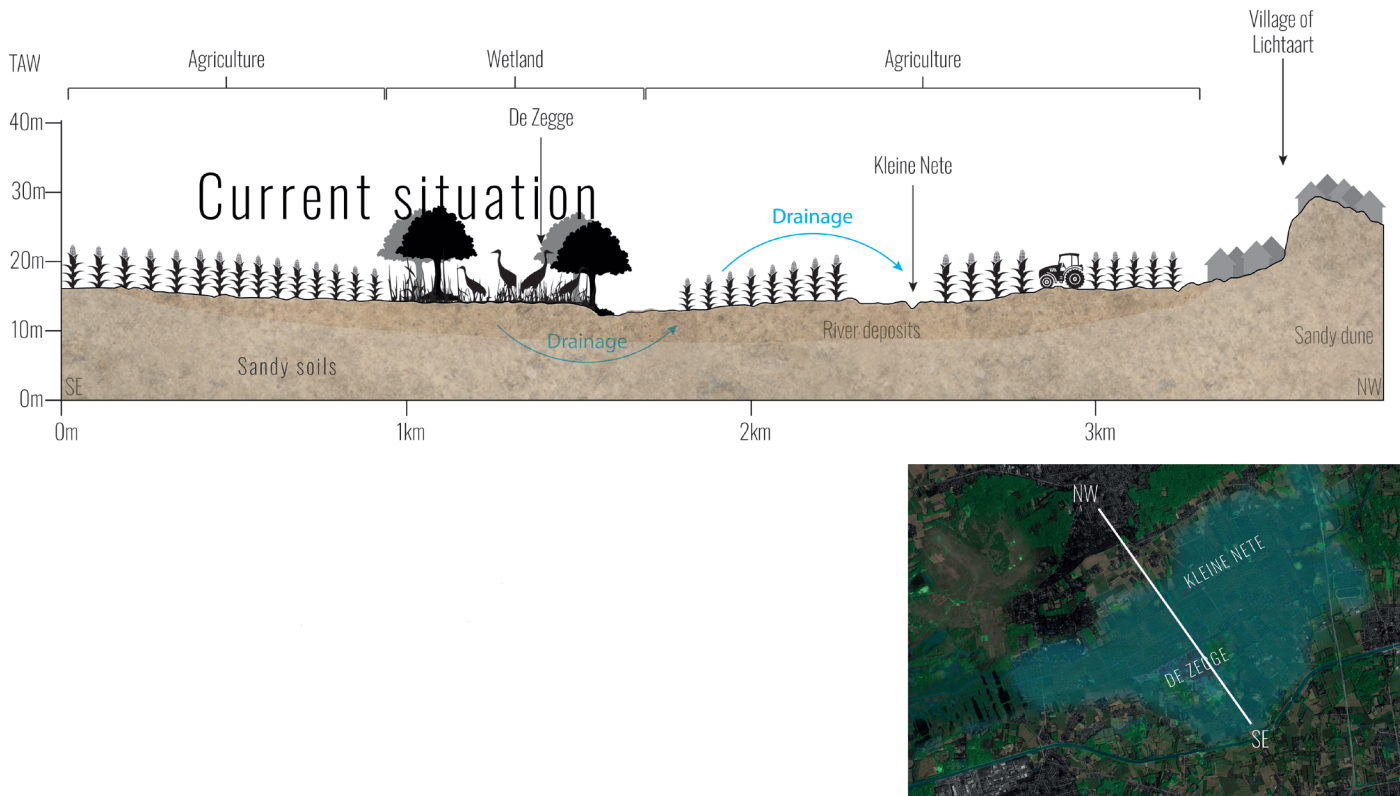 Village of
Lichtaart
TAW
Agriculture
Wetland
Agriculture
De Zegge
40m
Kleine Nete
30m
Current situation
Drainage
20m
10m
River deposits
Drainage
Sandy dune
Sandy soils
SE
NW
0m
0m
1km
2km
3km
NW
KLEINE NETE
DE ZEGGE
SE